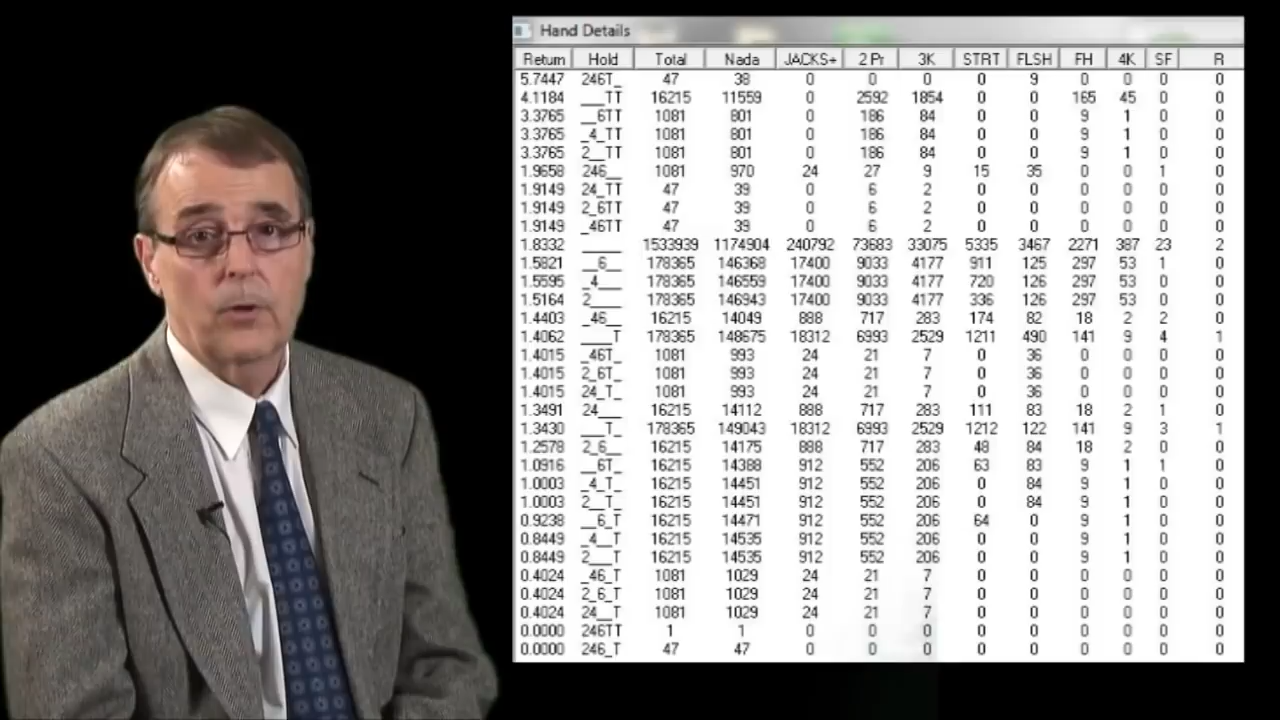 Hand Details
Return Hold Total Nada JACKS+ 2 Pr 3K STRT FLSH FH 4K SF R
5.7447 246T_ 47 38 0 0 0 0 9 0 0 0 0
4.1184 ___TT 16215 11559 0 2592 1854 0 0 165 45 0 0
3.3765 __6TT 1081 801 0 186 84 0 0 9 1 0 0
3.3765 _4_TT 1081 801 0 186 84 0 0 9 1 0 0
3.3765 2__TT 1081 801 0 186 84 0 0 9 1 0 0
1.9658 246__ 1081 970 24 27 9 15 35 0 0 1 0
1.9149 24_TT 47 39 0 6 2 0 0 0 0 0 0
1.9149 2_6TT 47 39 0 6 2 0 0 0 0 0 0
1.9149 _46TT 47 39 0 6 2 0 0 0 0 0 0
1.8332 _____ 1533939 1174904 240792 73683 33075 5335 3467 2271 387 23 2
1.5821 __6__ 178365 146368 17400 9033 4177 911 125 297 53 1 0
1.5595 _4___ 178365 146559 17400 9033 4177 720 126 297 53 0 0
1.5164 2____ 178365 146943 17400 9033 4177 336 126 297 53 0 0
1.4403 _46__ 16215 14049 888 717 283 174 82 18 2 2 0
1.4062 ____T 178365 148675 18312 6993 2529 1211 490 141 9 4 1
1.4015 _46T_ 1081 993 24 21 7 0 36 0 0 0 0
1.4015 2_6T_ 1081 993 24 21 7 0 36 0 0 0 0
1.4015 24_T_ 1081 993 24 21 7 0 36 0 0 0 0
1.3491 24___ 16215 14112 888 717 283 111 83 18 2 1 0
1.3430 ___T_ 178365 149043 18312 6993 2529 1212 122 141 9 3 1
1.2578 2_6__ 16215 14175 888 717 283 48 84 18 2 0 0
1.0916 __6T_ 16215 14388 912 552 206 63 83 9 1 1 0
1.0003 _4_T_ 16215 14451 912 552 206 0 84 9 1 0 0
1.0003 2__T_ 16215 14451 912 552 206 0 84 9 1 0 0
0.9238 __6_T 16215 14471 912 552 206 64 0 9 1 0 0
0.8449 _4__T 16215 14535 912 552 206 0 0 9 1 0 0
0.8449 2___T 16215 14535 912 552 206 0 0 9 1 0 0
0.4024 _46_T 1081 1029 24 21 7 0 0 0 0 0 0
0.4024 2_6_T 1081 1029 24 21 7 0 0 0 0 0 0
0.4024 24__T 1081 1029 24 21 7 0 0 0 0 0 0
0.0000 246TT 1 1 0 0 0 0 0 0 0 0 0
0.0000 246_T 47 47 0 0 0 0 0 0 0 0 0